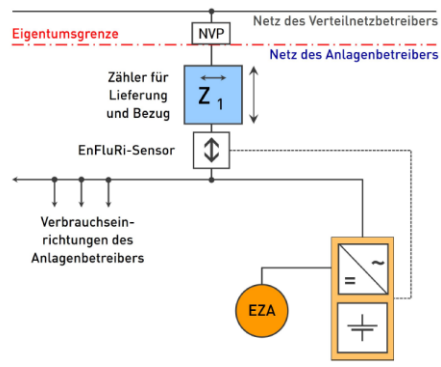 Netz des Verteilnetzbetreibers
Eigentumsgrenze
NVP
Netz des Anlagenbetreibers
Zähler für
Lieferung
und Bezug
Z 1
EnFluRi-Sensor
Verbrauchsein-
richtungen des
Anlagenbetreibers
EZA
~
=